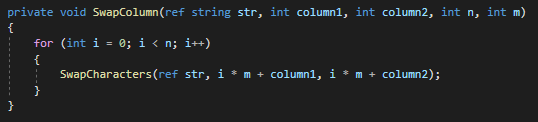 private void SwapColumn(ref string str, int column1, int column2, int n, int m)
{
    for (int i = 0; i < n; i++)
    {
        SwapCharacters(ref str, i * m + column1, i * m + column2);
    }
}